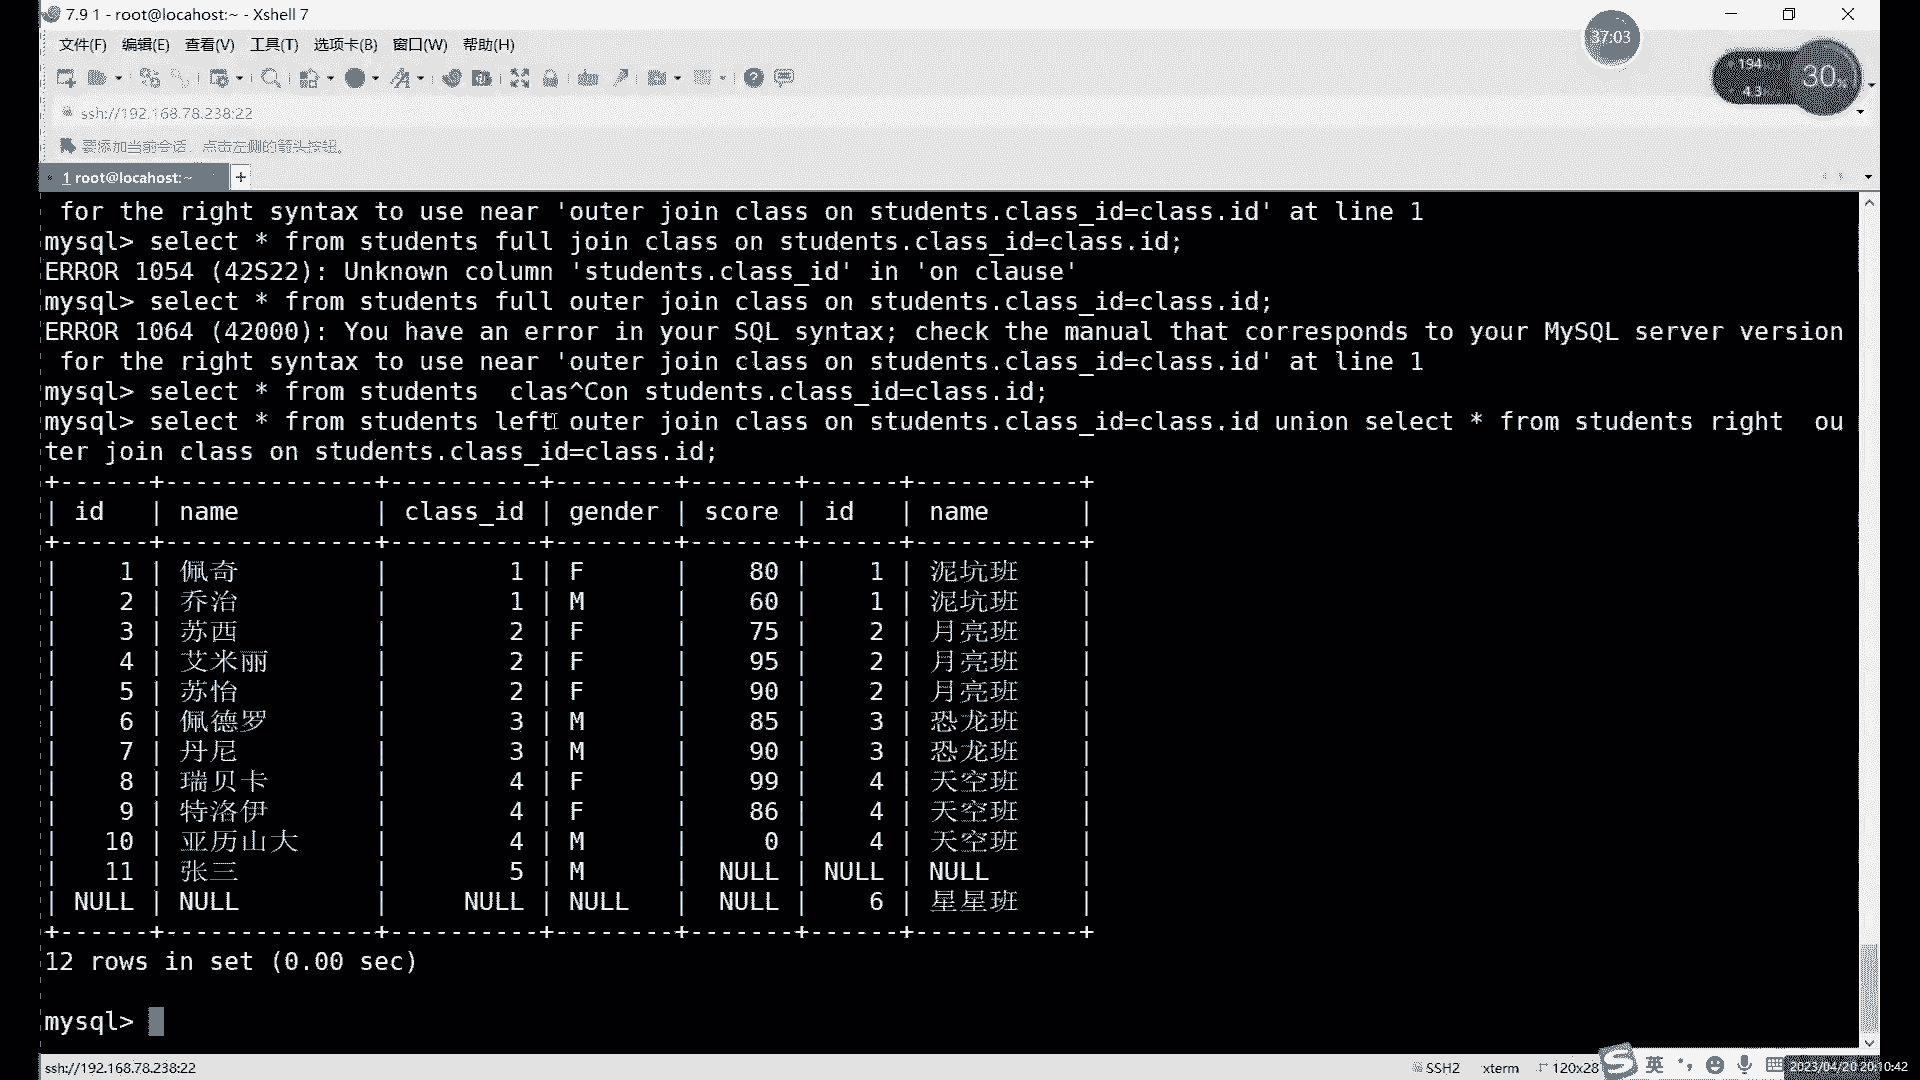 7.9 1 - root@locahost:~ - Xshell 7
37:03
文件(F) 编辑(E) 查看(V) 工具(T) 选项卡(B) 窗口(W) 帮助(H)
194
30%
4.3
ssh://192.168.78.238:22
要添加当前会话，点击左侧的箭头按钮。
1 root@locahost:~ +
for the right syntax to use near 'outer join class on students.class_id=class.id' at line 1
mysql> select * from students full join class on students.class_id=class.id;
ERROR 1054 (42S22): Unknown column 'students.class_id' in 'on clause'
mysql> select * from students full outer join class on students.class_id=class.id;
ERROR 1064 (42000): You have an error in your SQL syntax; check the manual that corresponds to your MySQL server version
for the right syntax to use near 'outer join class on students.class_id=class.id' at line 1
mysql> select * from students  clas^Con students.class_id=class.id;
mysql> select * from students left outer join class on students.class_id=class.id union select * from students right  ou
ter join class on students.class_id=class.id;
+------+--------------+----------+--------+-------+------+-----------+
| id   | name         | class_id | gender | score | id   | name      |
+------+--------------+----------+--------+-------+------+-----------+
|    1 | 佩奇         |        1 | F      |    80 |    1 | 泥坑班    |
|    2 | 乔治         |        1 | M      |    60 |    1 | 泥坑班    |
|    3 | 苏西         |        2 | F      |    75 |    2 | 月亮班    |
|    4 | 艾米丽       |        2 | F      |    95 |    2 | 月亮班    |
|    5 | 苏怡         |        2 | F      |    90 |    2 | 月亮班    |
|    6 | 佩德罗       |        3 | M      |    85 |    3 | 恐龙班    |
|    7 | 丹尼         |        3 | M      |    90 |    3 | 恐龙班    |
|    8 | 瑞贝卡       |        4 | F      |    99 |    4 | 天空班    |
|    9 | 特洛伊       |        4 | F      |    86 |    4 | 天空班    |
|   10 | 亚历山大     |        4 | M      |     0 |    4 | 天空班    |
|   11 | 张三         |        5 | M      |  NULL | NULL | NULL      |
| NULL | NULL         |     NULL | NULL   |  NULL |    6 | 星星班    |
+------+--------------+----------+--------+-------+------+-----------+
12 rows in set (0.00 sec)
mysql>
ssh://192.168.78.238:22 SSH2 xterm 120x28 英 2023/04/20 20:10:42